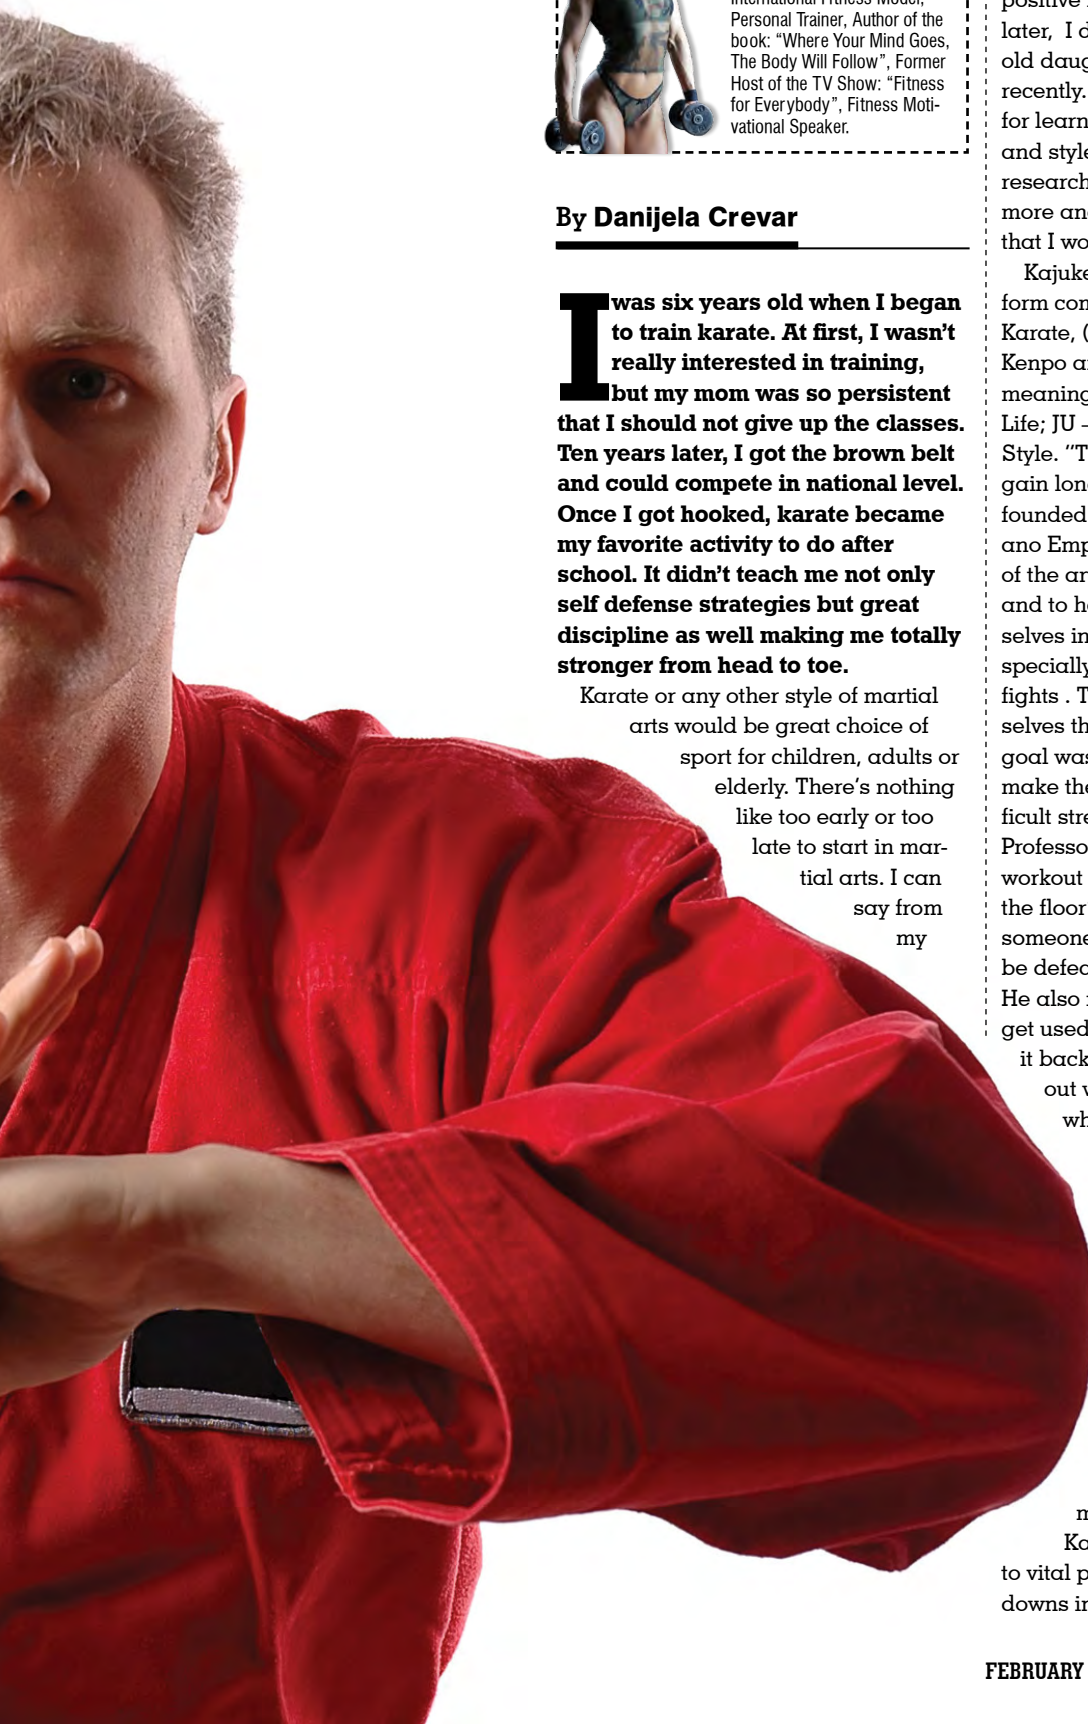 International Fitness Model,
Personal Trainer, Author of the
book: “Where Your Mind Goes,
The Body Will Follow”, Former
Host of the TV Show: “Fitness
for Everybody”, Fitness Moti-
vational Speaker.
By Danijela Crevar
I was six years old when I began
to train karate. At first, I wasn’t
really interested in training,
but my mom was so persistent
that I should not give up the classes.
Ten years later, I got the brown belt
and could compete in national level.
Once I got hooked, karate became
my favorite activity to do after
school. It didn’t teach me not only
self defense strategies but great
discipline as well making me totally
stronger from head to toe.
Karate or any other style of martial
arts would be great choice of
sport for children, adults or
elderly. There’s nothing
like too early or too
late to start in mar-
tial arts. I can
say from
my
positive
later, I d
old daug
recently.
for learn
and style
research
more and
that I wo
Kajuke
form con
Karate, (
Kenpo a
meaning
Life; JU –
Style. “T
gain lon
founded
ano Emp
of the ar
and to he
selves in
specially
fights . T
selves th
goal was
make the
ficult stre
Professo
workout
the floor
someone
be defea
He also
get used
it back
out w
wh
m
Ka
to vital p
downs in
FEBRUARY